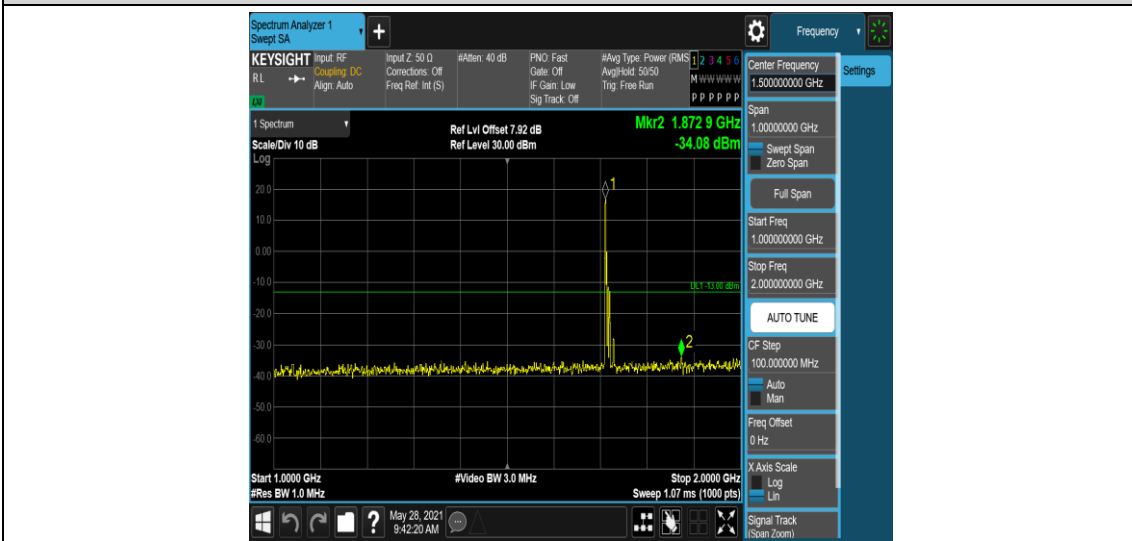 Spectrum Analyzer 1
Swept SA
+
Frequency
KEYSIGHT
RL
LXI
Input: RF
Coupling: DC
Align: Auto
Input Z: 50 Ω
Corrections: Off
Freq Ref: Int (S)
#Atten: 40 dB
PNO: Fast
Gate: Off
IF Gain: Low
Sig Track: Off
#Avg Type: Power (RMS
Avg|Hold: 50/50
Trig: Free Run
1 2 3 4 5 6
M W W W W W
P P P P P P
Center Frequency
1.500000000 GHz
Settings
Span
1.00000000 GHz
Swept Span
Zero Span
Full Span
Start Freq
1.000000000 GHz
Stop Freq
2.000000000 GHz
AUTO TUNE
CF Step
100.000000 MHz
Auto
Man
Freq Offset
0 Hz
X Axis Scale
Log
Lin
Signal Track
(Span Zoom)
1 Spectrum
Scale/Div 10 dB
Log
Ref Lvl Offset 7.92 dB
Ref Level 30.00 dBm
Mkr2 1.872 9 GHz
-34.08 dBm
1
20.0
10.0
0.00
-10.0
DL1 -13.00 dBm
-20.0
-30.0
2
-40.0
-50.0
-60.0
Start 1.0000 GHz
#Video BW 3.0 MHz
Stop 2.0000 GHz
#Res BW 1.0 MHz
Sweep 1.07 ms (1000 pts)
?
May 28, 2021
9:42:20 AM